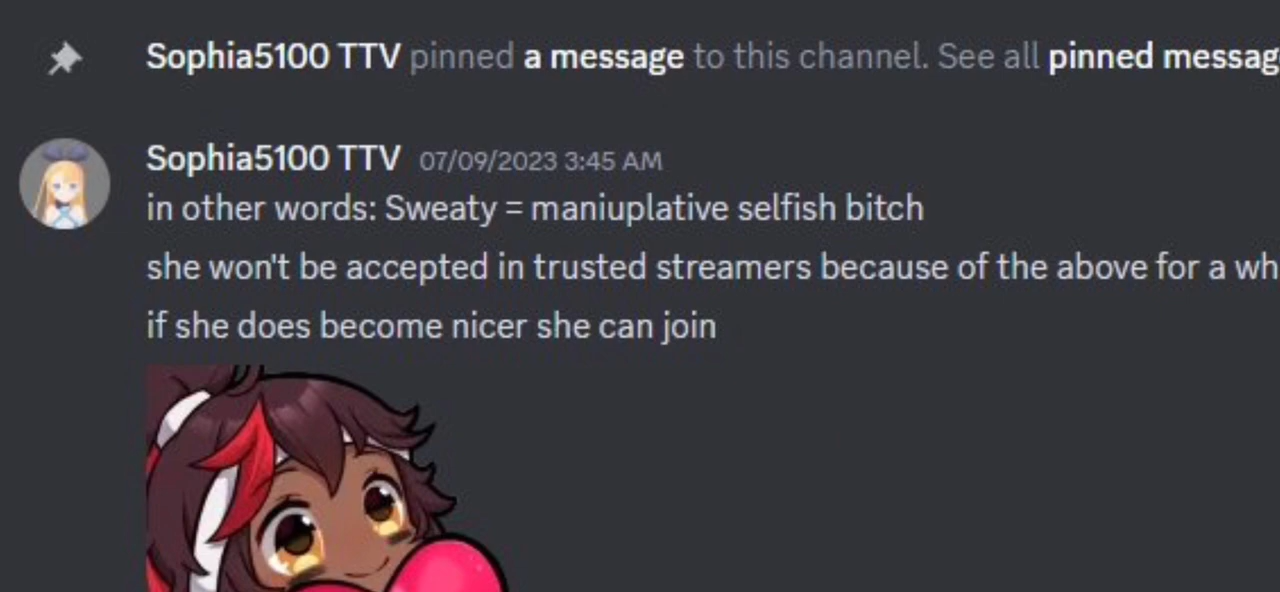 Sophia5100 TTV pinned a message to this channel. See all pinned
Sophia5100 TTV 07/09/2023 3:45 AM
in other words: Sweaty = maniuplative selfish bitch
she won't be accepted in trusted streamers because of the above for a
if she does become nicer she can join